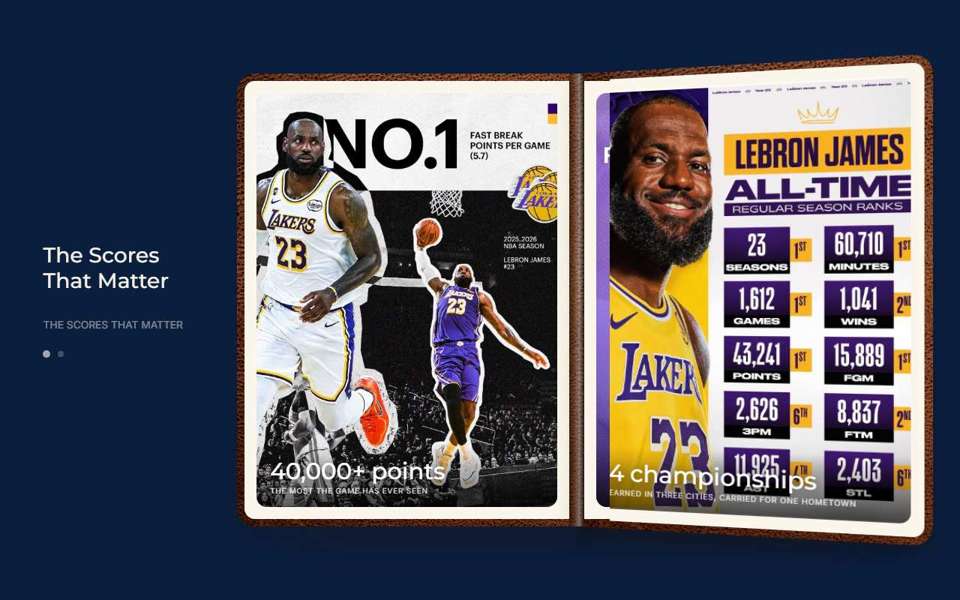 The Scores
That Matter
THE SCORES THAT MATTER
NO.1
FAST BREAK
POINTS PER GAME
(5.7)
LAKERS
2025_2026
NBA SEASON
LEBRON JAMES
#23
LAKERS
23
23
40,000+ points
THE MOST THE GAME HAS EVER SEEN
LEBRON JAMES
ALL-TIME
REGULAR SEASON RANKS
23 1ST
SEASONS
60,710 1ST
MINUTES
1,612 1ST
GAMES
1,041 2ND
WINS
43,241 1ST
POINTS
15,889 1ST
FGM
2,626 6TH
3PM
8,837 2ND
FTM
11,925 4TH
AST
2,403 6TH
STL
LAKERS
23
4 championships
EARNED IN THREE CITIES, CARRIED FOR ONE HOMETOWN